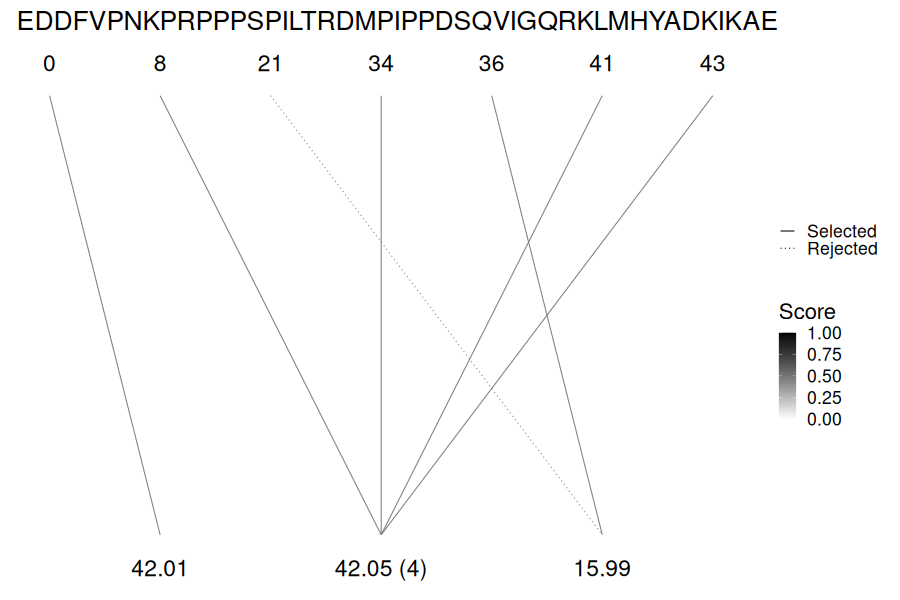 EDDFVPNKPRPPPSPILTRDMPIPPDSQVIGQRKLMHYADKIKAE
0 8 21 34 36 41 43
Selected
Rejected
Score
1.00
0.75
0.50
0.25
0.00
42.01 42.05 (4) 15.99